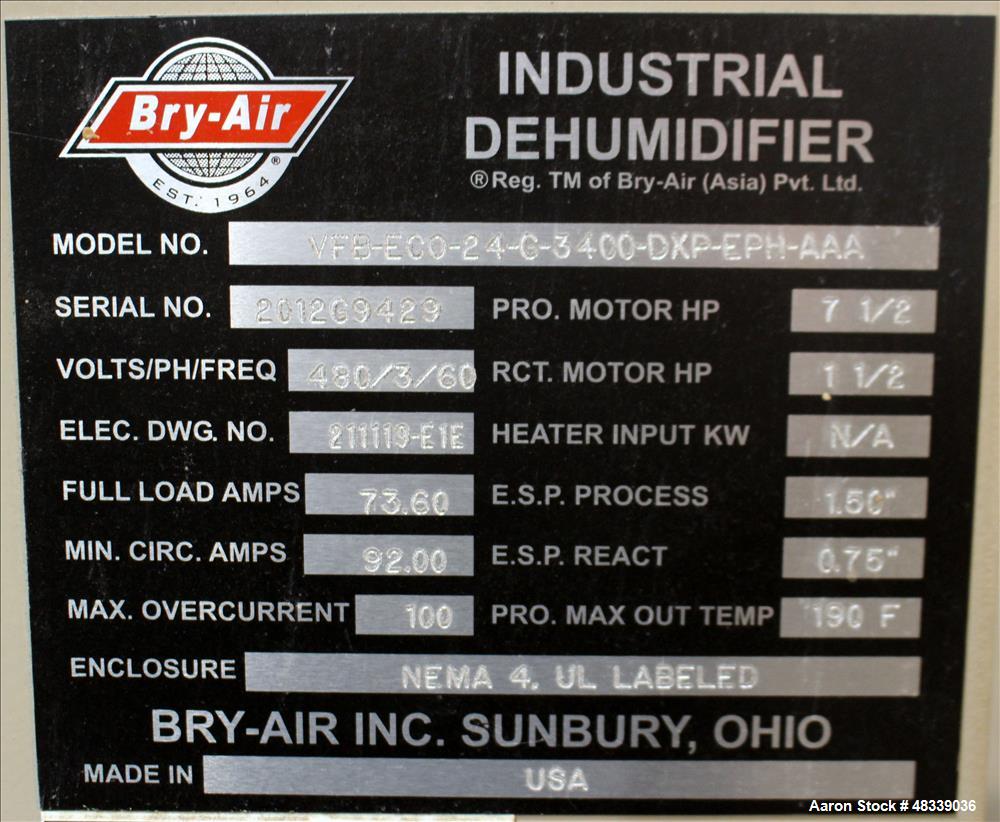 Bry-Air
®
EST. 1964
INDUSTRIAL
DEHUMIDIFIER
®Reg. TM of Bry-Air (Asia) Pvt. Ltd.
MODEL NO. VFB-ECO-24-G-3400-DXP-EPH-AAA
SERIAL NO. 2012G9429 PRO. MOTOR HP 7 1/2
VOLTS/PH/FREQ 480/3/60 RCT. MOTOR HP 1 1/2
ELEC. DWG. NO. 211119-E1E HEATER INPUT KW N/A
FULL LOAD AMPS 73.60 E.S.P. PROCESS 1.50"
MIN. CIRC. AMPS 92.00 E.S.P. REACT 0.75"
MAX. OVERCURRENT 100 PRO. MAX OUT TEMP 190 F
ENCLOSURE NEMA 4, UL LABELED
BRY-AIR INC. SUNBURY, OHIO
MADE IN USA
Aaron Stock # 48339036